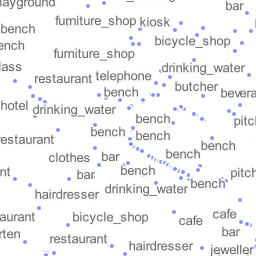 layground
bar
furniture_shop
kiosk
bench
bench
bicycle_shop
furniture_shop
lass
drinking_water
restaurant
telephone
bench
butcher
bevera
hotel
drinking_water
bench
pitc
bench
bench
restaurant
bench
bench
clothes
bar
bench
nt
bar
pitch
drinking_water
bench
hairdresser
aurant
bicycle_shop
cafe
cafe
rten
bar
restaurant
hairdresser
jeweller